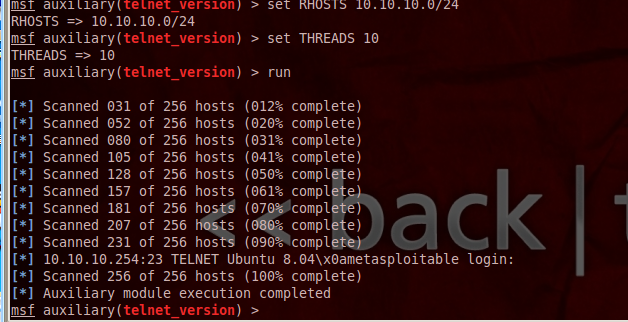 msf auxiliary(telnet_version) > set RHOSTS 10.10.10.0/24
RHOSTS => 10.10.10.0/24
msf auxiliary(telnet_version) > set THREADS 10
THREADS => 10
msf auxiliary(telnet_version) > run
[*] Scanned 031 of 256 hosts (012% complete)
[*] Scanned 052 of 256 hosts (020% complete)
[*] Scanned 080 of 256 hosts (031% complete)
[*] Scanned 105 of 256 hosts (041% complete)
[*] Scanned 128 of 256 hosts (050% complete)
[*] Scanned 157 of 256 hosts (061% complete)
[*] Scanned 181 of 256 hosts (070% complete)
[*] Scanned 207 of 256 hosts (080% complete)
[*] Scanned 231 of 256 hosts (090% complete)
[*] 10.10.10.254:23 TELNET Ubuntu 8.04\x0ametasploitable login:
[*] Scanned 256 of 256 hosts (100% complete)
[*] Auxiliary module execution completed
msf auxiliary(telnet_version) >
<< back | t